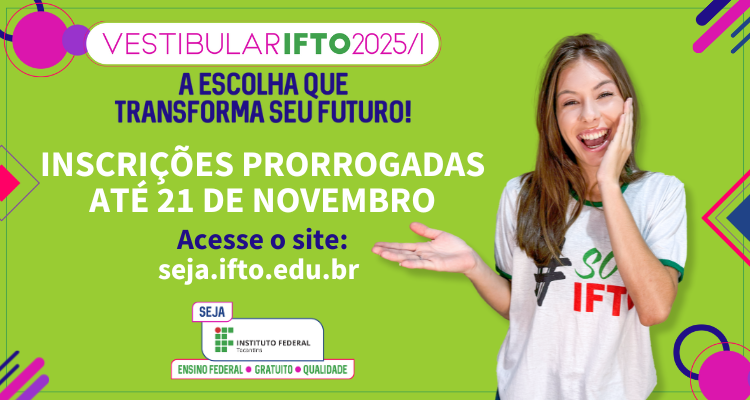 VESTIBULARIFTO2025/1
A ESCOLHA QUE
TRANSFORMA SEU FUTURO!
INSCRIÇÕES PRORROGADAS
ATÉ 21 DE NOVEMBRO
Acesse o site:
seja.ifto.edu.br
SEJA
INSTITUTO FEDERAL
Tocantins
ENSINO FEDERAL • GRATUITO • QUALIDADE
IFTO